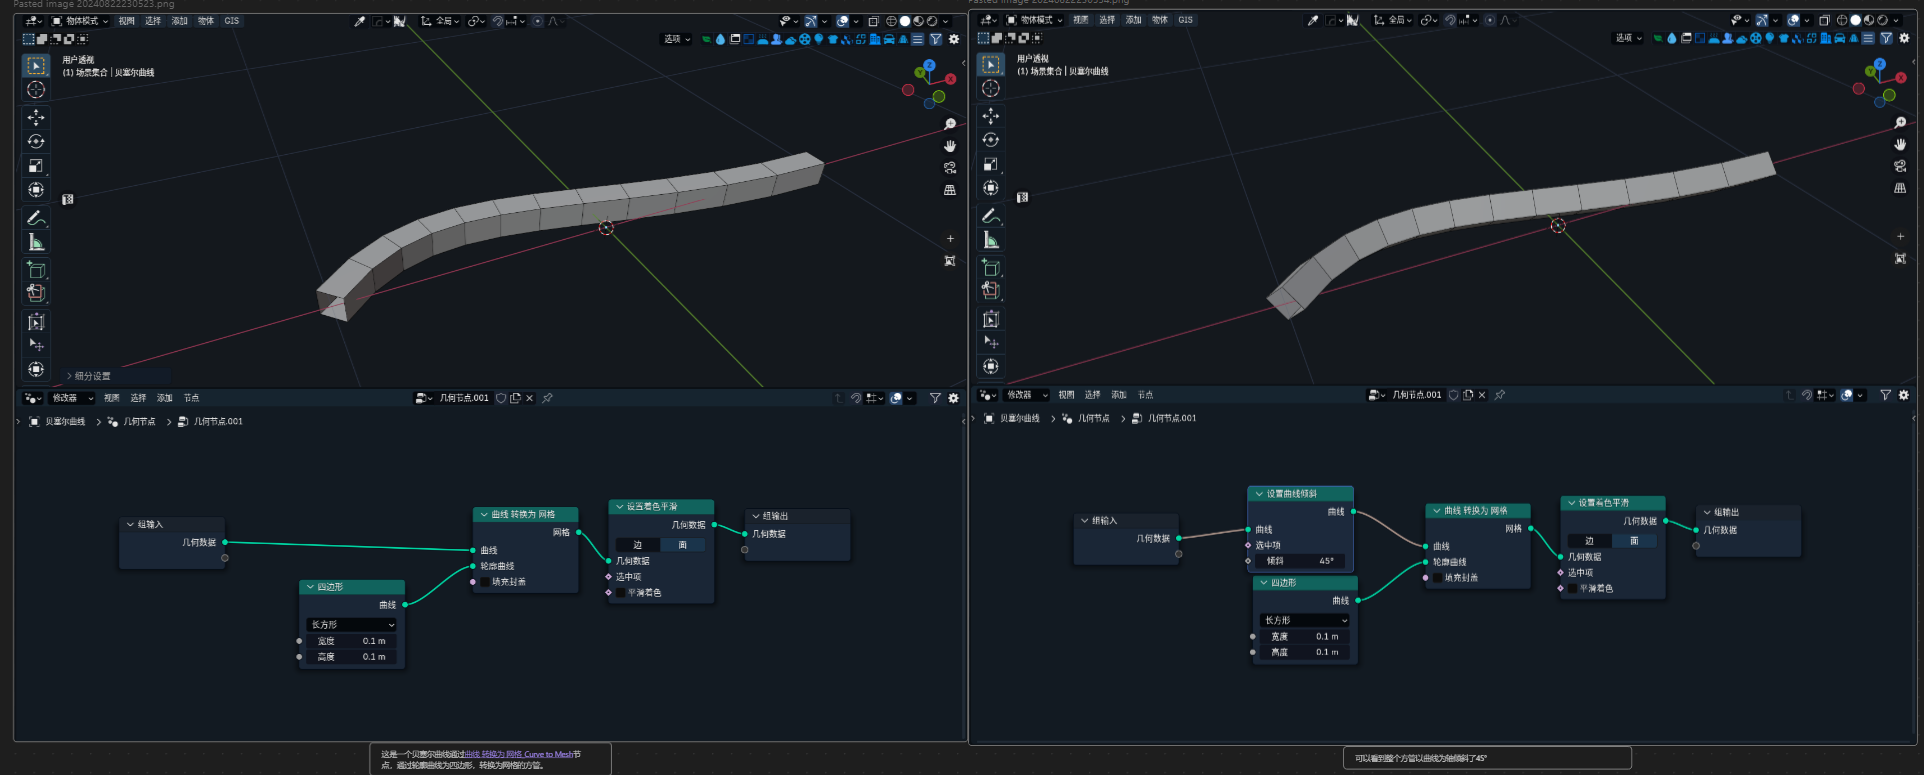 Pasted image 20240822230523.png
物体模式 视图 选择 添加 物体 GIS
全局
选项
用户透视
(1) 场景集合 | 贝塞尔曲线
细分设置
修改器 视图 选择 添加 节点
几何节点.001
贝塞尔曲线 几何节点 几何节点.001
组输入
几何数据
四边形
曲线
长方形
宽度 0.1 m
高度 0.1 m
曲线 转换为 网格
网格
曲线
轮廓曲线
填充封盖
设置着色平滑
几何数据
边 面
几何数据
选中项
平滑着色
组输出
几何数据
这是一个贝塞尔曲线通过曲线 转换为 网格 Curve to Mesh节
点，通过轮廓曲线为四边形，转换为网格的方管。
物体模式 视图 选择 添加 物体 GIS
全局
选项
用户透视
(1) 场景集合 | 贝塞尔曲线
修改器 视图 选择 添加 节点
几何节点.001
贝塞尔曲线 几何节点 几何节点.001
组输入
几何数据
设置曲线倾斜
曲线
曲线
选中项
倾斜 45°
四边形
曲线
长方形
宽度 0.1 m
高度 0.1 m
曲线 转换为 网格
网格
曲线
轮廓曲线
填充封盖
设置着色平滑
几何数据
边 面
几何数据
选中项
平滑着色
组输出
几何数据
可以看到整个方管以曲线为轴倾斜了45°